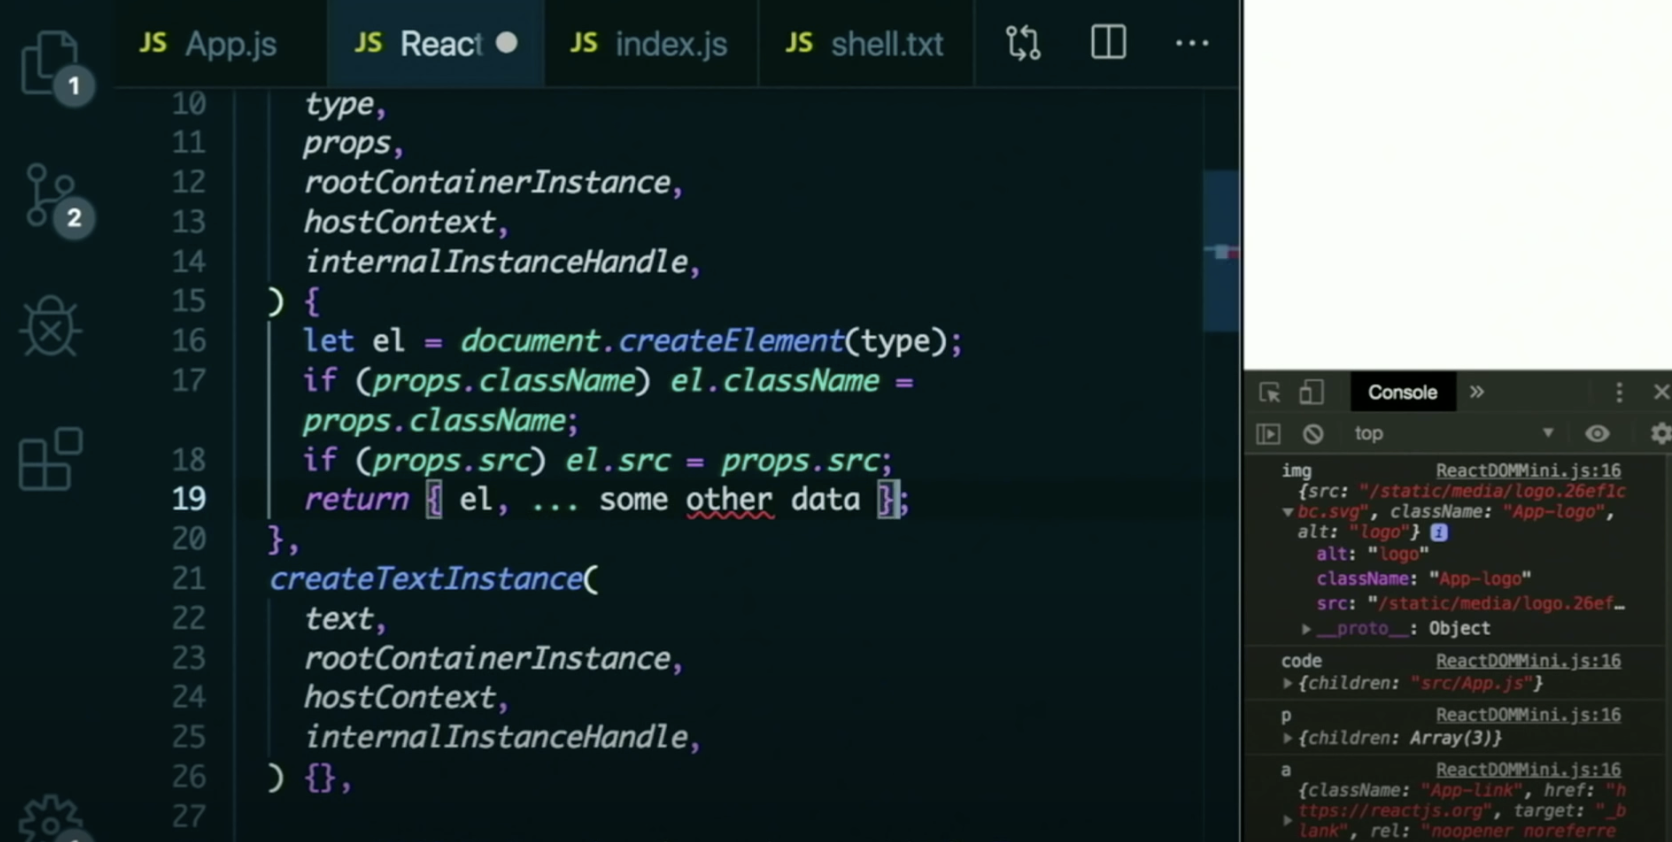 1
2
JS App.js
JS React
JS index.js
JS shell.txt
10 type,
11 props,
12 rootContainerInstance,
13 hostContext,
14 internalInstanceHandle,
15 ) {
16 let el = document.createElement(type);
17 if (props.className) el.className =
props.className;
18 if (props.src) el.src = props.src;
19 return { el, ... some other data };
20 },
21 createTextInstance(
22 text,
23 rootContainerInstance,
24 hostContext,
25 internalInstanceHandle,
26 ) {},
27
Console
top
img ReactDOMMini.js:16
{src: "/static/media/logo.26ef1c
bc.svg", className: "App-logo",
alt: "logo"} i
alt: "logo"
className: "App-logo"
src: "/static/media/logo.26ef…
__proto__: Object
code ReactDOMMini.js:16
{children: "src/App.js"}
p ReactDOMMini.js:16
{children: Array(3)}
a ReactDOMMini.js:16
{className: "App-link", href: "h
ttps://reactjs.org", target: "_b
lank", rel: "noopener noreferre